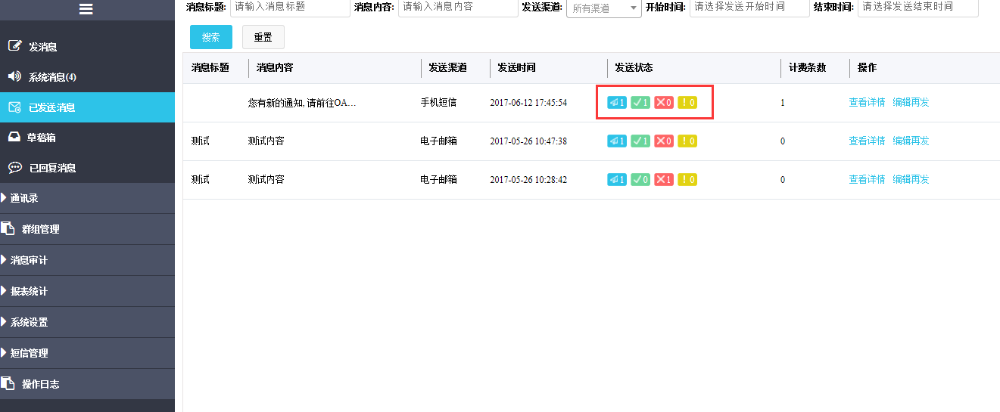 消息标题: 请输入消息标题 消息内容: 请输入消息内容 发送渠道: 所有渠道 开始时间: 请选择发送开始时间 结束时间: 请选择发送结束时间
搜索 重置
发消息
系统消息(4)
已发送消息
草稿箱
已回复消息
通讯录
群组管理
消息审计
报表统计
系统设置
短信管理
操作日志
消息标题 消息内容 发送渠道 发送时间 发送状态 计费条数 操作
您有新的通知, 请前往OA… 手机短信 2017-06-12 17:45:54 1 1 0 0 1 查看详情 编辑再发
测试 测试内容 电子邮箱 2017-05-26 10:47:38 1 1 0 0 0 查看详情 编辑再发
测试 测试内容 电子邮箱 2017-05-26 10:28:42 1 0 1 0 0 查看详情 编辑再发